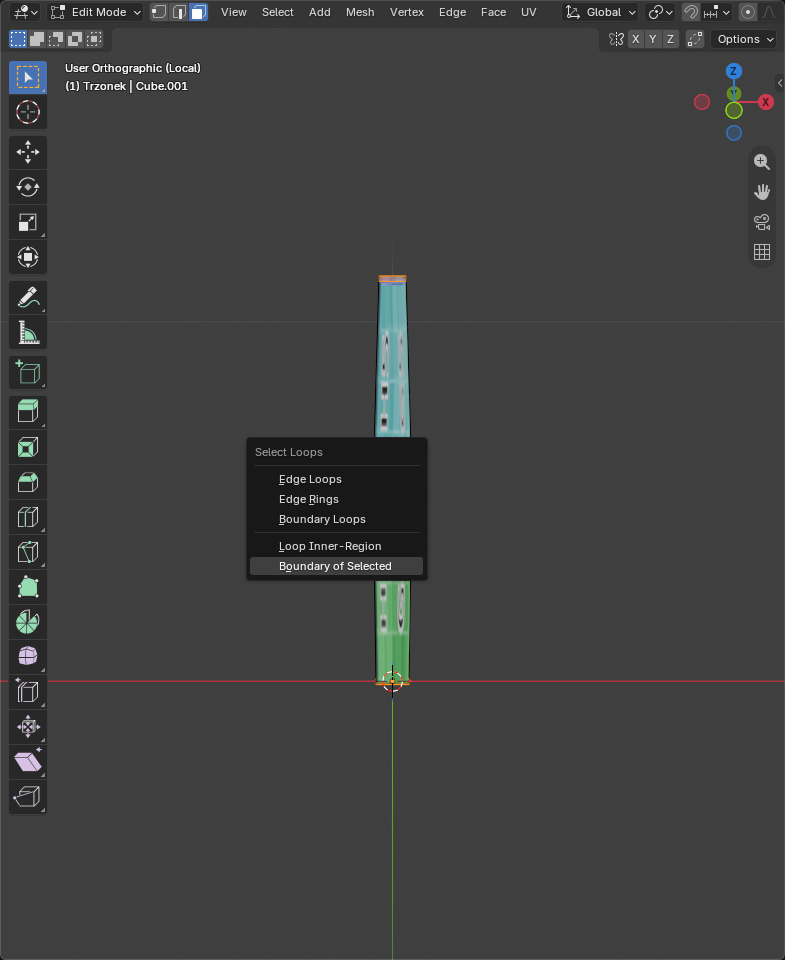 Edit Mode View Select Add Mesh Vertex Edge Face UV Global
X Y Z Options
User Orthographic (Local)
(1) Trzonek | Cube.001
Z
Y
X
Select Loops
Edge Loops
Edge Rings
Boundary Loops
Loop Inner-Region
Boundary of Selected